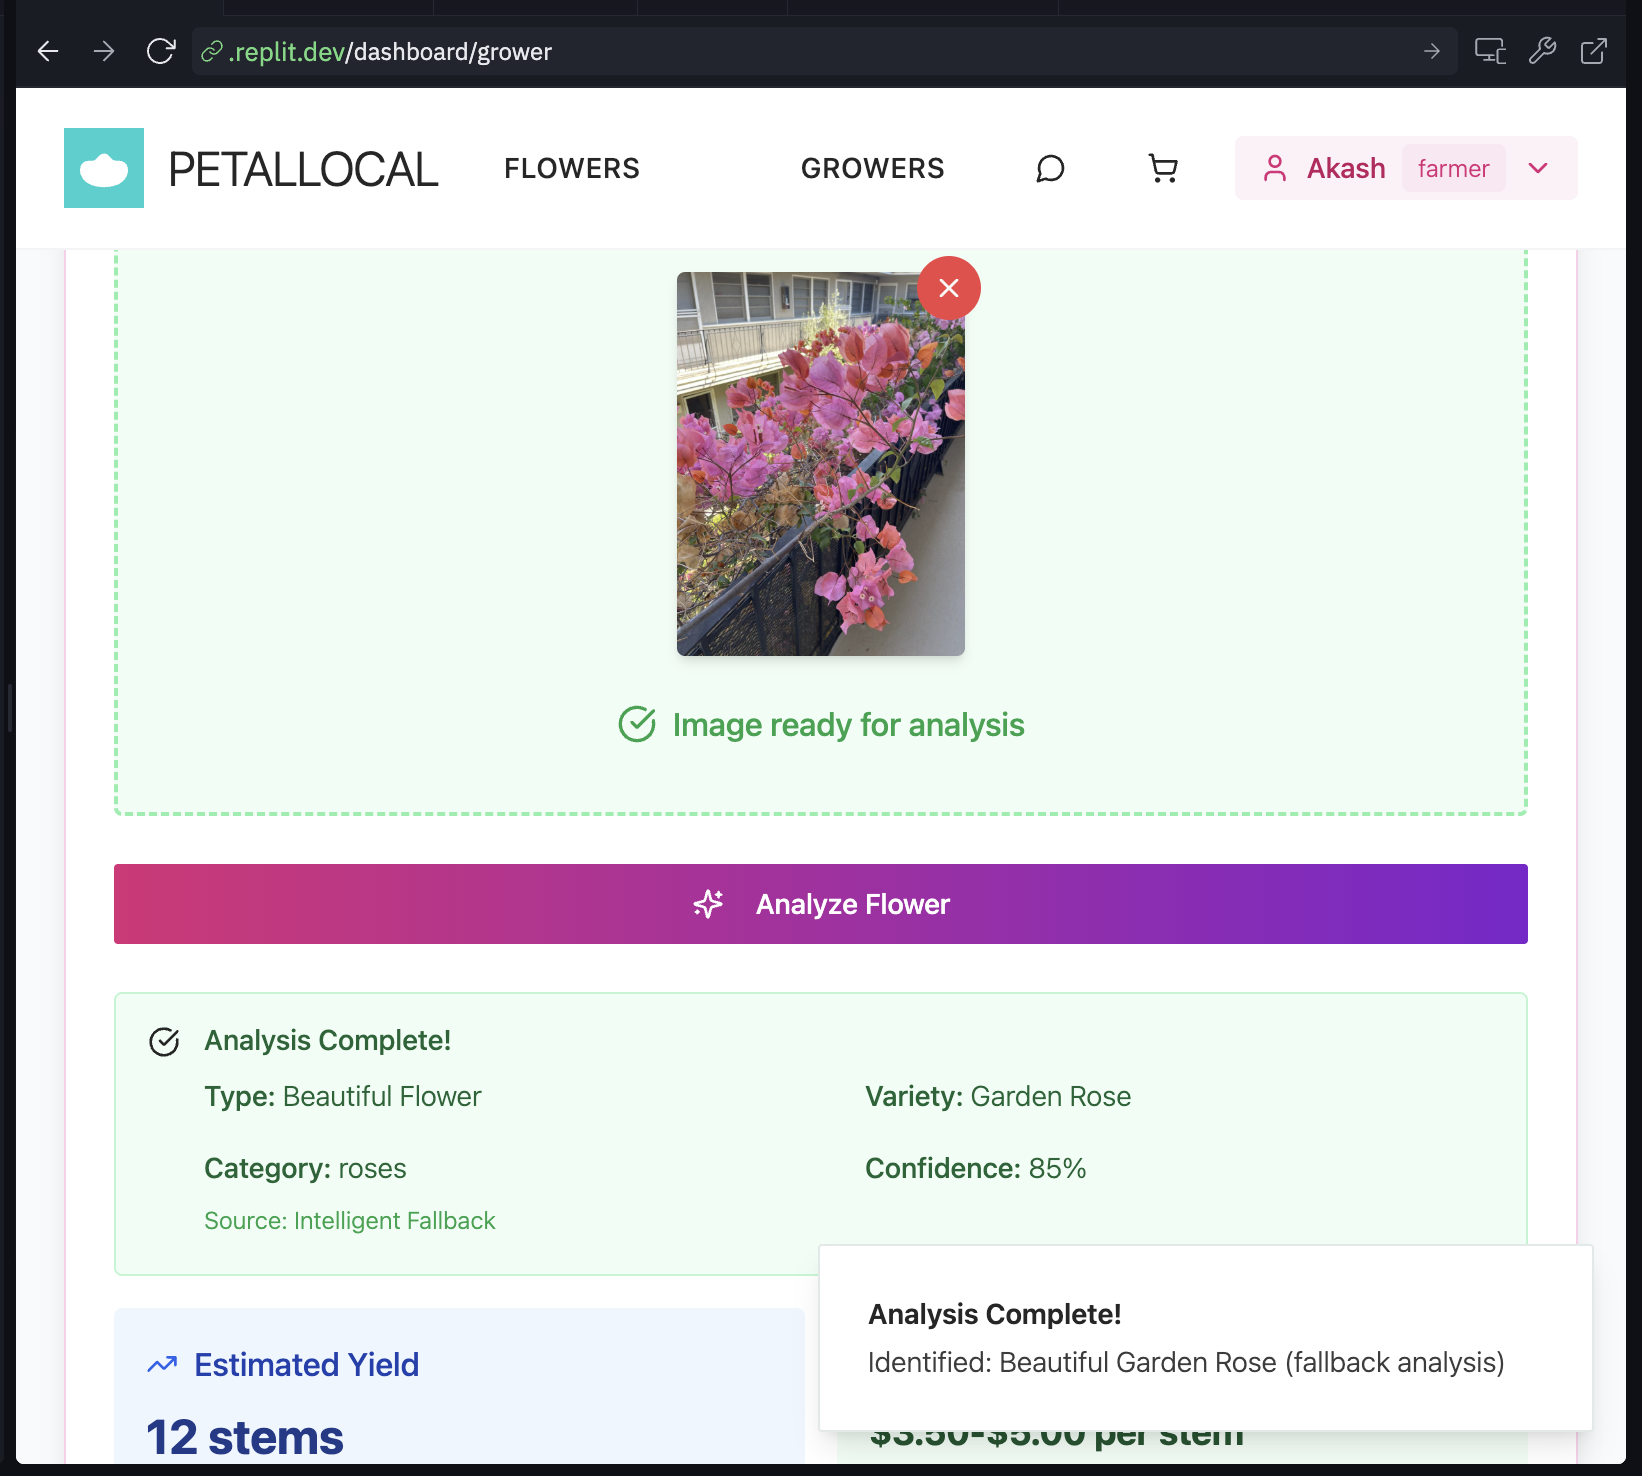 .replit.dev/dashboard/grower
PETALLOCAL
FLOWERS
GROWERS
Akash
farmer
Image ready for analysis
Analyze Flower
Analysis Complete!
Type: Beautiful Flower
Variety: Garden Rose
Category: roses
Confidence: 85%
Source: Intelligent Fallback
Analysis Complete!
Identified: Beautiful Garden Rose (fallback analysis)
Estimated Yield
12 stems
$3.50-$5.00 per stem